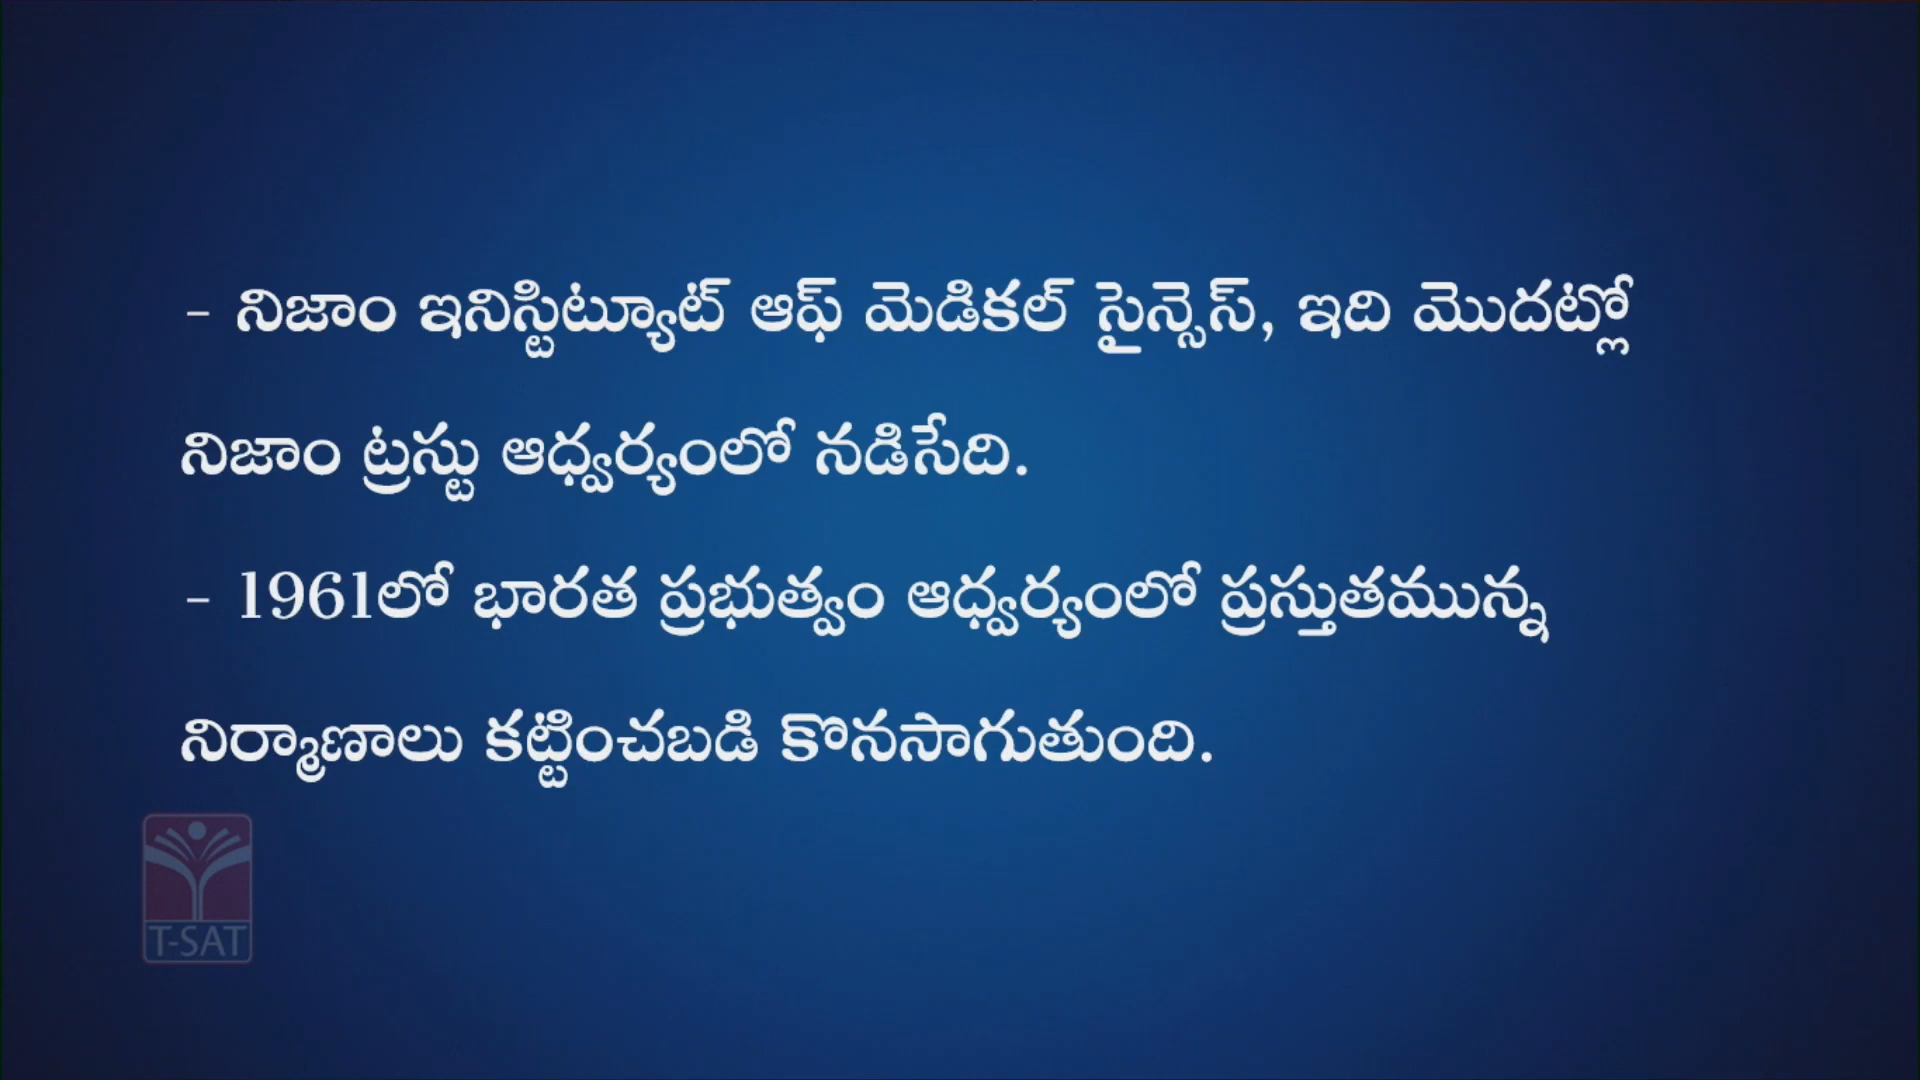 - నిజాం ఇనిస్టిట్యూట్ ఆఫ్ మెడికల్ సైన్సెస్, ఇది మొదట్లో
నిజాం ట్రస్టు ఆధ్వర్యంలో నడిసేది.
- 1961లో భారత ప్రభుత్వం ఆధ్వర్యంలో ప్రస్తుతమున్న
నిర్మాణాలు కట్టించబడి కొనసాగుతుంది.
T-SAT